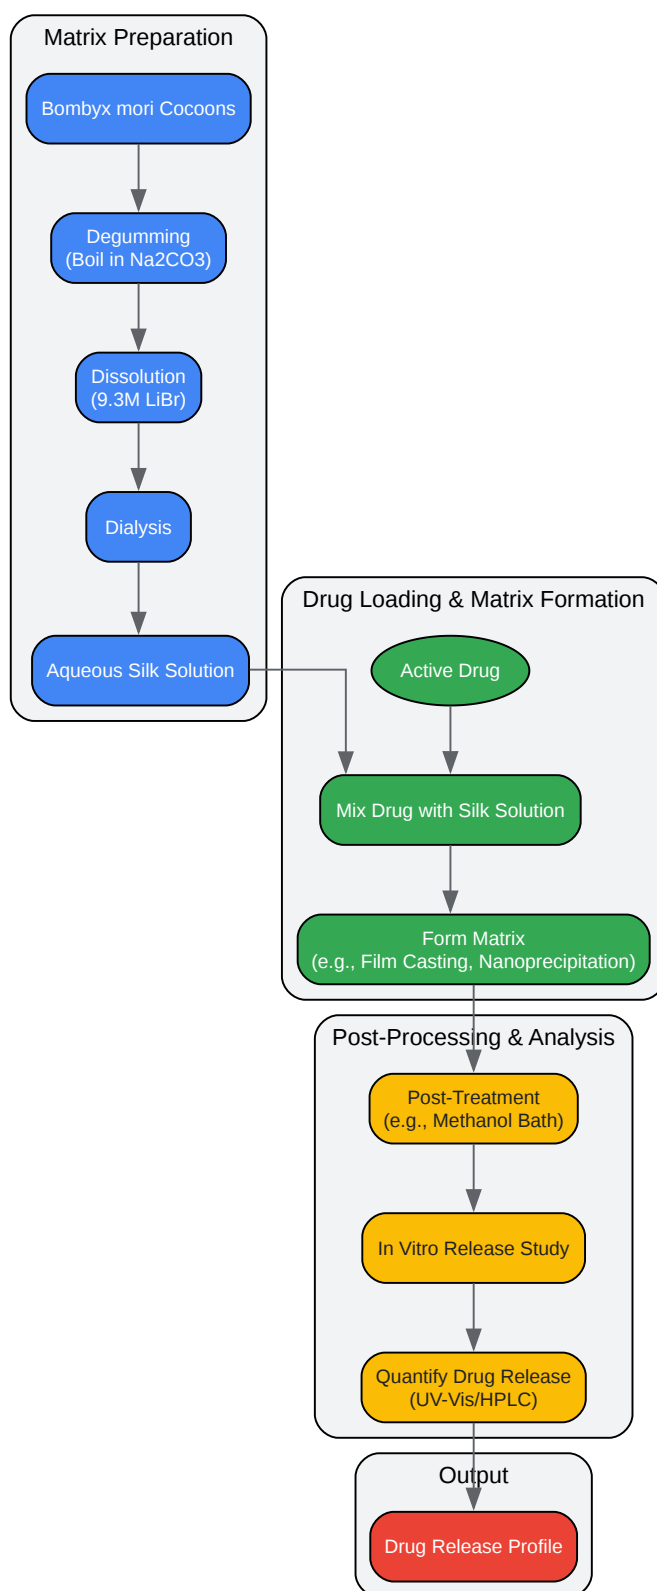 Matrix Preparation
Bombyx mori Cocoons
Degumming
(Boil in Na2CO3)
Dissolution
(9.3M LiBr)
Dialysis
Aqueous Silk Solution
Drug Loading & Matrix Formation
Active Drug
Mix Drug with Silk Solution
Form Matrix
(e.g., Film Casting, Nanoprecipitation)
Post-Processing & Analysis
Post-Treatment
(e.g., Methanol Bath)
In Vitro Release Study
Quantify Drug Release
(UV-Vis/HPLC)
Output
Drug Release Profile